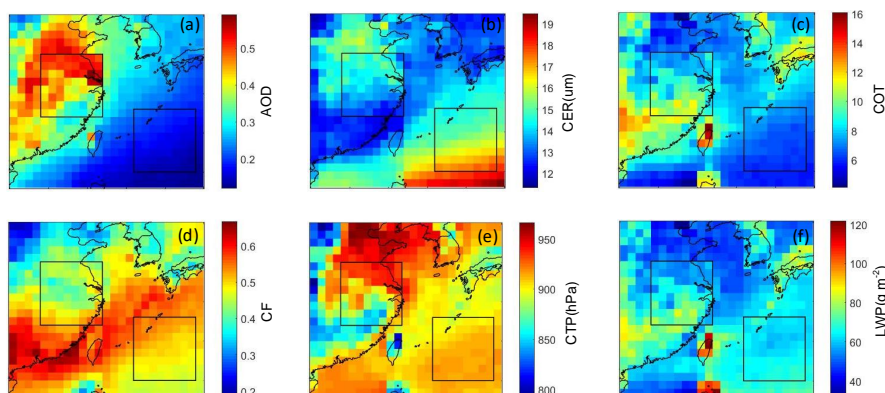 (a)
0.5
0.4
0.3
0.2
AOD
(b)
19
18
17
16
15
14
13
12
CER(um)
(c)
16
14
12
10
8
6
COT
(d)
0.6
0.5
0.4
0.3
0.2
CF
(e)
950
900
850
800
CTP(hPa)
(f)
120
100
80
60
40
LWP(g m⁻²)